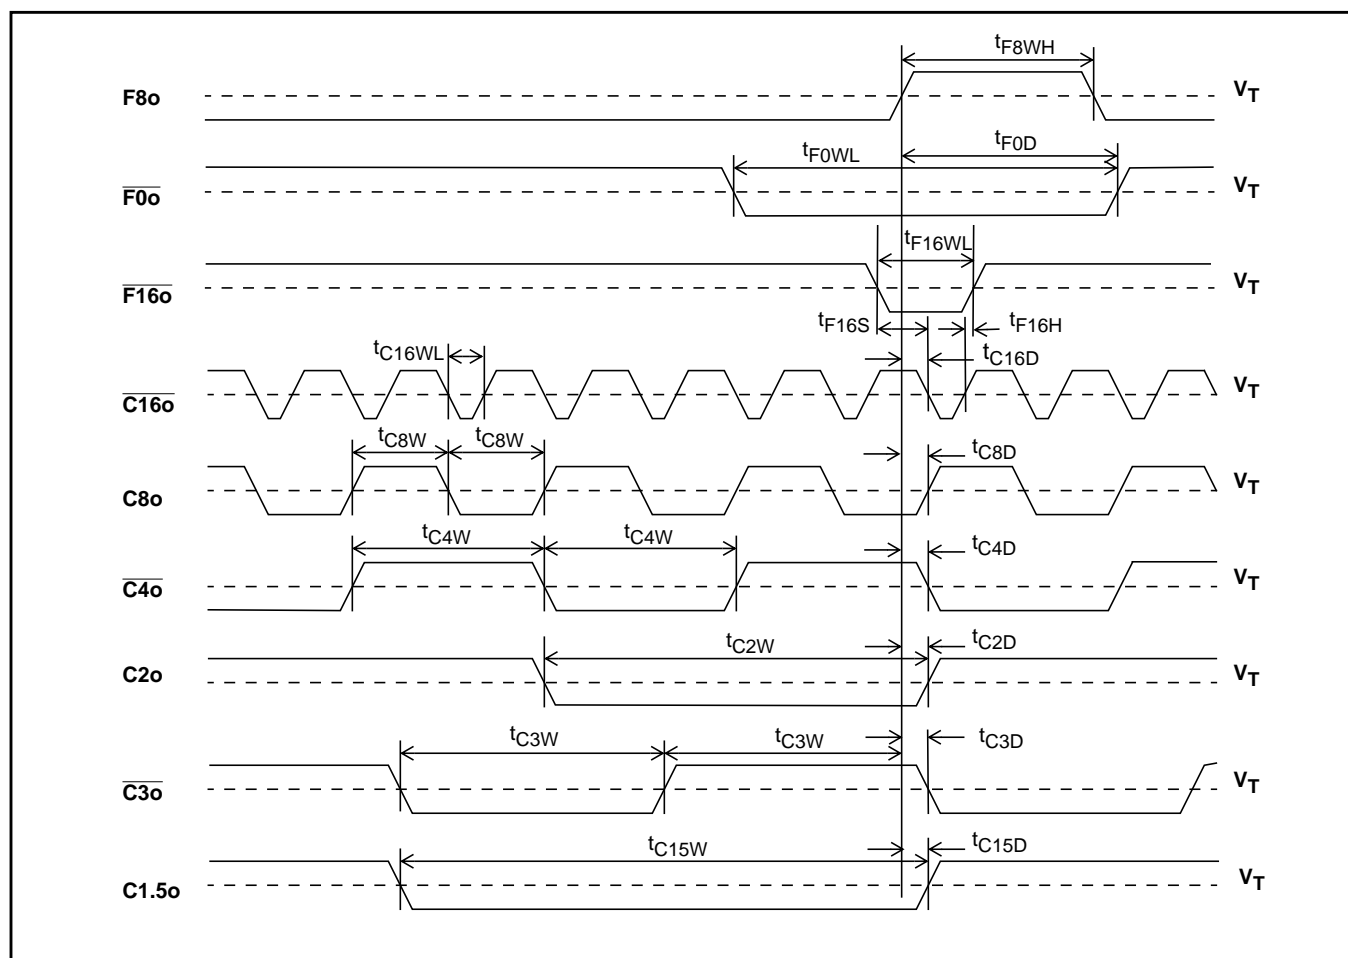 tF8WH
F8o VT
tF0WL tF0D
F0o VT
tF16WL
F16o VT
tF16S tF16H
tC16WL tC16D
C16o VT
tC8W tC8W tC8D
C8o VT
tC4W tC4W tC4D
C4o VT
tC2W tC2D
C2o VT
tC3W tC3W tC3D
C3o VT
tC15W tC15D
C1.5o VT